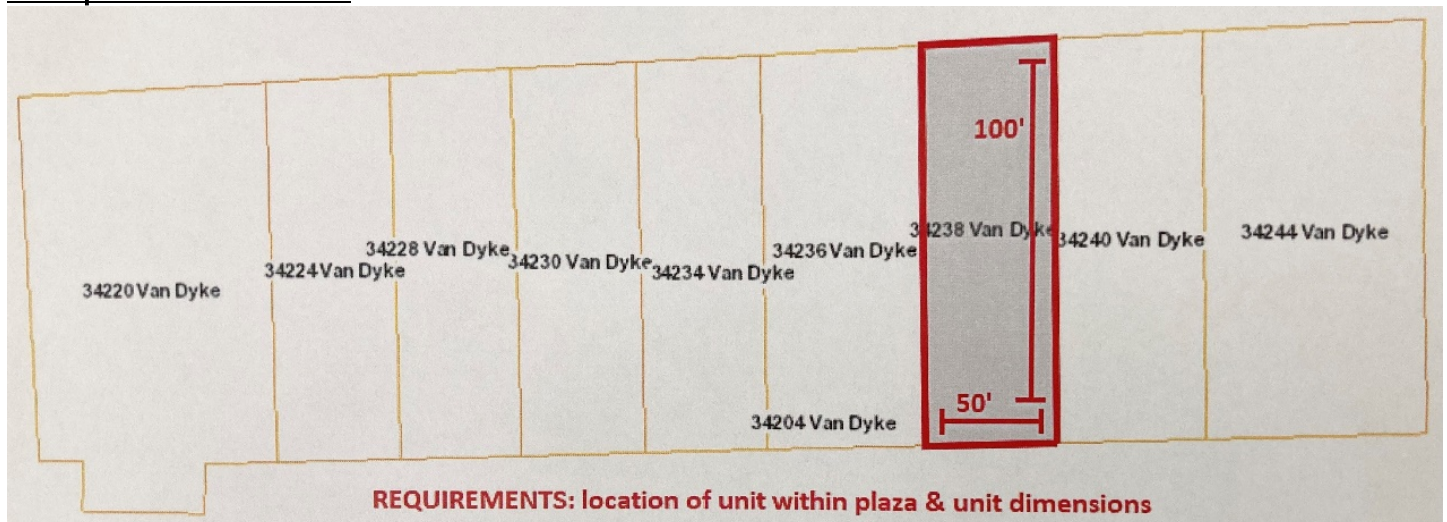 100'
34228 Van Dyke
34236 Van Dyke
34238 Van Dyke
34240 Van Dyke
34244 Van Dyke
34230 Van Dyke
34224 Van Dyke
34234 Van Dyke
34220 Van Dyke
50'
34204 Van Dyke
REQUIREMENTS: location of unit within plaza & unit dimensions